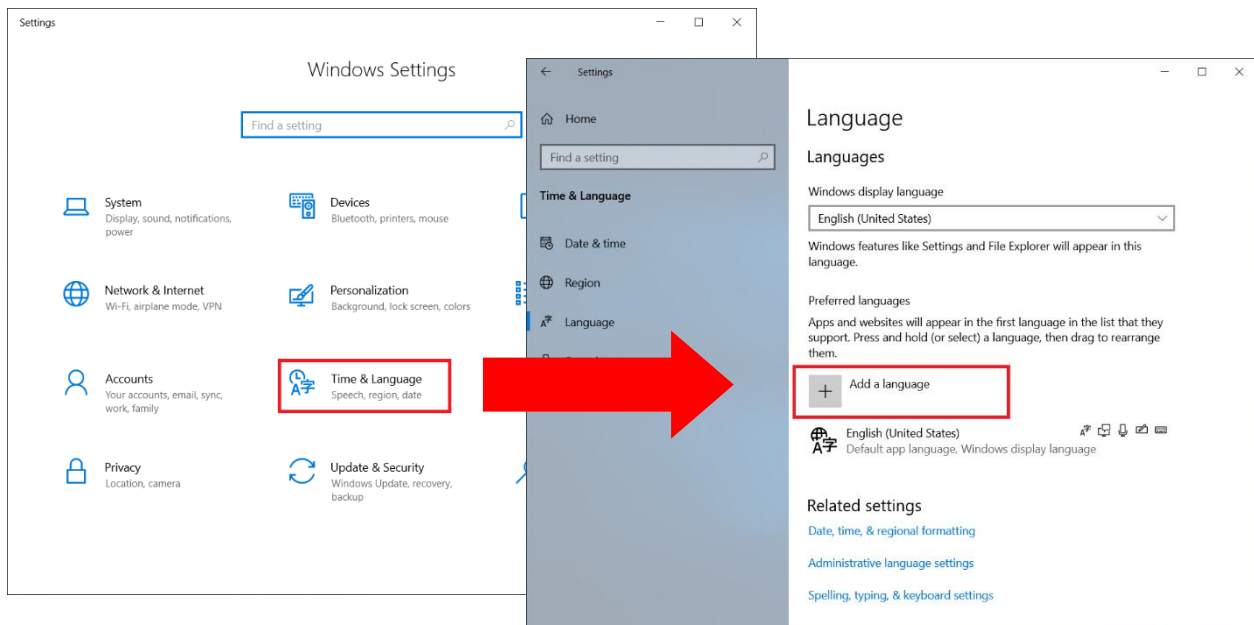 Settings
Windows Settings
Find a setting
System
Display, sound, notifications,
power
Devices
Bluetooth, printers, mouse
Network & Internet
Wi-Fi, airplane mode, VPN
Personalization
Background, lock screen, colors
Accounts
Your accounts, email, sync,
work, family
Time & Language
Speech, region, date
Privacy
Location, camera
Update & Security
Windows Update, recovery,
backup
Settings
Home
Find a setting
Time & Language
Date & time
Region
Language
Language
Languages
Windows display language
English (United States)
Windows features like Settings and File Explorer will appear in this
language.
Preferred languages
Apps and websites will appear in the first language in the list that they
support. Press and hold (or select) a language, then drag to rearrange
them.
Add a language
English (United States)
Default app language, Windows display language
Related settings
Date, time, & regional formatting
Administrative language settings
Spelling, typing, & keyboard settings